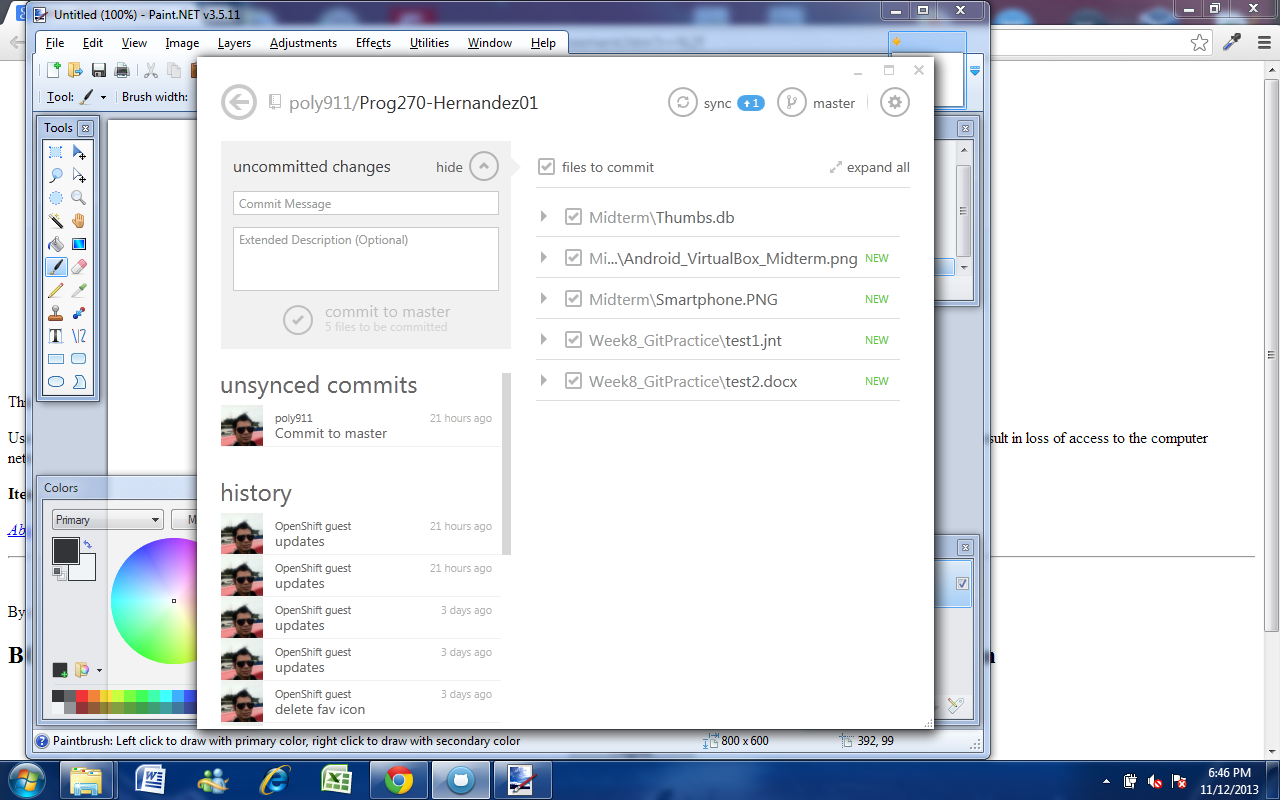 Untitled (100%) - Paint.NET v3.5.11
File Edit View Image Layers Adjustments Effects Utilities Window Help
Tool: Brush width:
Tools
poly911/Prog270-Hernandez01
sync 1 master
uncommitted changes hide
Commit Message
Extended Description (Optional)
commit to master
5 files to be committed
files to commit expand all
Midterm\Thumbs.db
Mi...\Android_VirtualBox_Midterm.png NEW
Midterm\Smartphone.PNG NEW
Week8_GitPractice\test1.jnt NEW
Week8_GitPractice\test2.docx NEW
unsynced commits
poly911 21 hours ago
Commit to master
history
OpenShift guest 21 hours ago
updates
OpenShift guest 21 hours ago
updates
OpenShift guest 3 days ago
updates
OpenShift guest 3 days ago
updates
OpenShift guest 3 days ago
delete fav icon
in loss of access to the computer
Colors
Primary
By
Paintbrush: Left click to draw with primary color, right click to draw with secondary color
800 x 600
392, 99
6:46 PM
11/12/2013